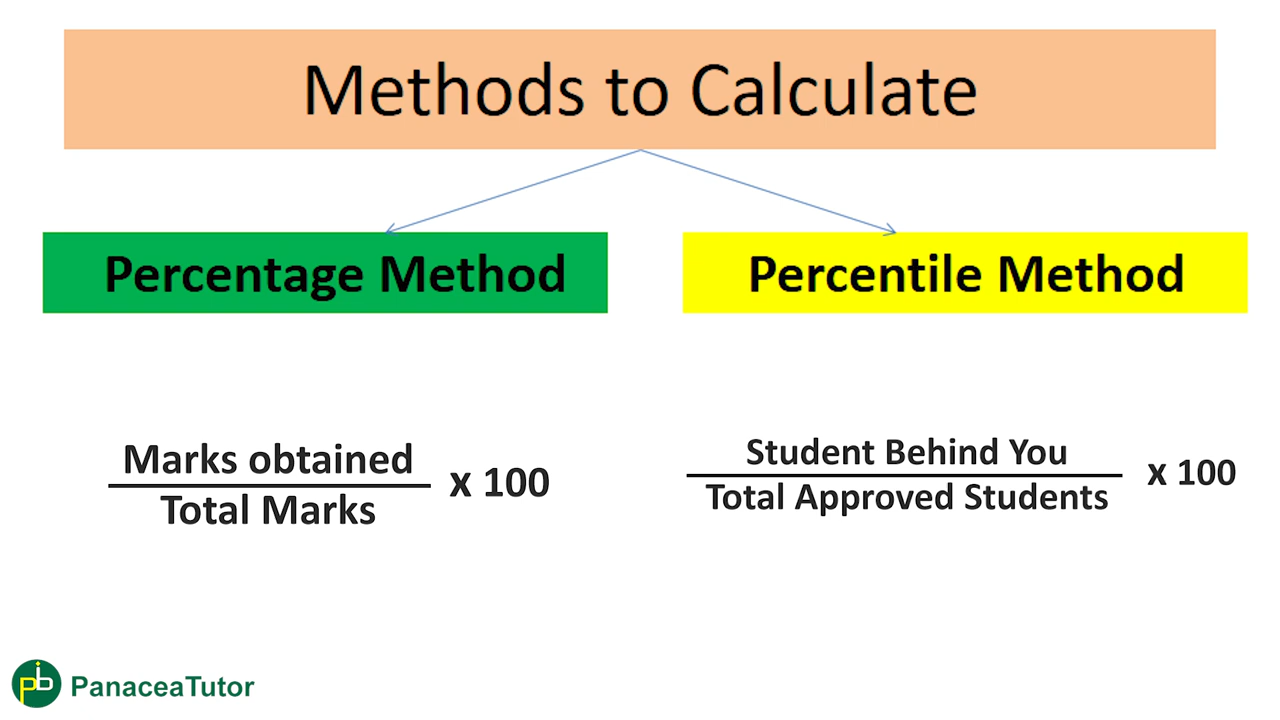 Methods to Calculate
Percentage Method
Percentile Method
Marks obtained
Total Marks
x 100
Student Behind You
Total Approved Students
x 100
pib
PanaceaTutor